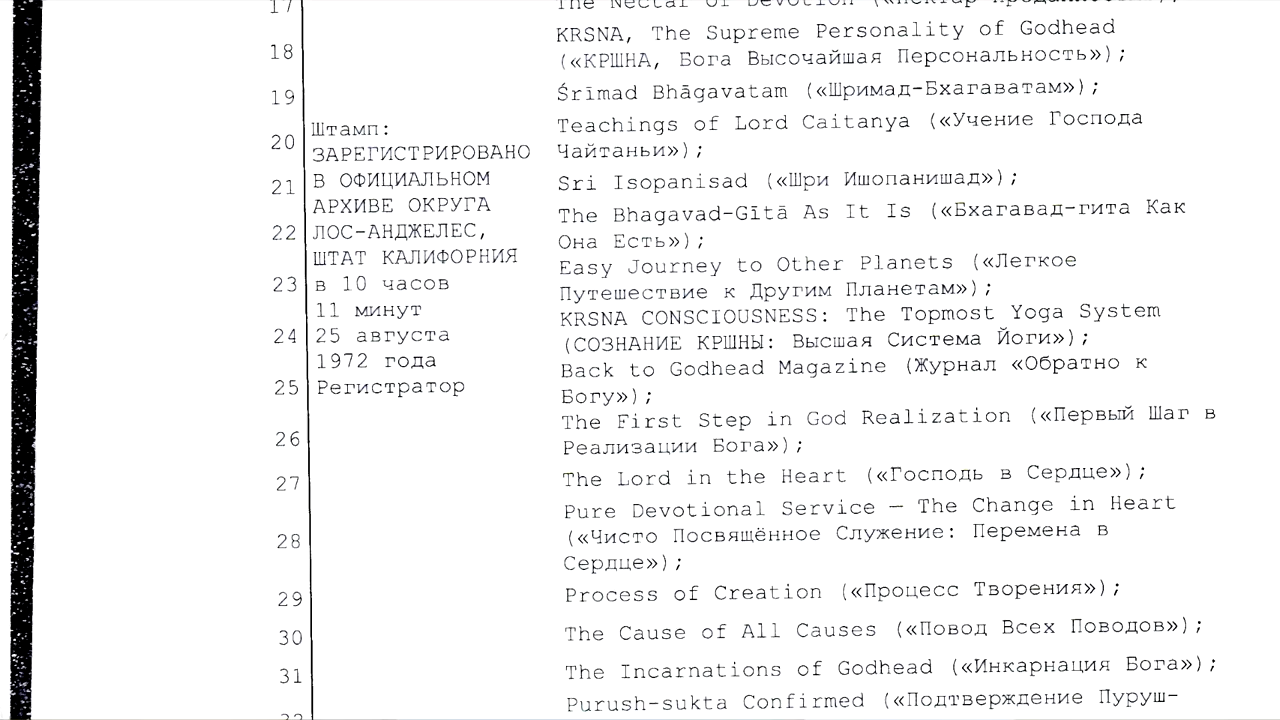 17
The Nectar of Devotion
18
KRSNA, The Supreme Personality of Godhead
(«КРШНА, Бога Высочайшая Персональность»);
19
Śrīmad Bhāgavatam («Шримад-Бхагаватам»);
Штамп:
20
Teachings of Lord Caitanya («Учение Господа
ЗАРЕГИСТРИРОВАНО
Чайтаньи»);
В ОФИЦИАЛЬНОМ
21
Sri Isopanisad («Шри Ишопанишад»);
АРХИВЕ ОКРУГА
The Bhagavad-Gītā As It Is («Бхагавад-гита Как
22
ЛОС-АНДЖЕЛЕС,
Она Есть»);
ШТАТ КАЛИФОРНИЯ
Easy Journey to Other Planets («Легкое
23
в 10 часов
Путешествие к Другим Планетам»);
11 минут
KRSNA CONSCIOUSNESS: The Topmost Yoga System
24
25 августа
(СОЗНАНИЕ КРШНЫ: Высшая Система Йоги»);
1972 года
Back to Godhead Magazine (Журнал «Обратно к
25
Регистратор
Богу»);
The First Step in God Realization («Первый Шаг в
26
Реализации Бога»);
27
The Lord in the Heart («Господь в Сердце»);
Pure Devotional Service — The Change in Heart
28
(«Чисто Посвящённое Служение: Перемена в
Сердце»);
29
Process of Creation («Процесс Творения»);
30
The Cause of All Causes («Повод Всех Поводов»);
31
The Incarnations of Godhead («Инкарнация Бога»);
Purush-sukta Confirmed («Подтверждение Пуруш-